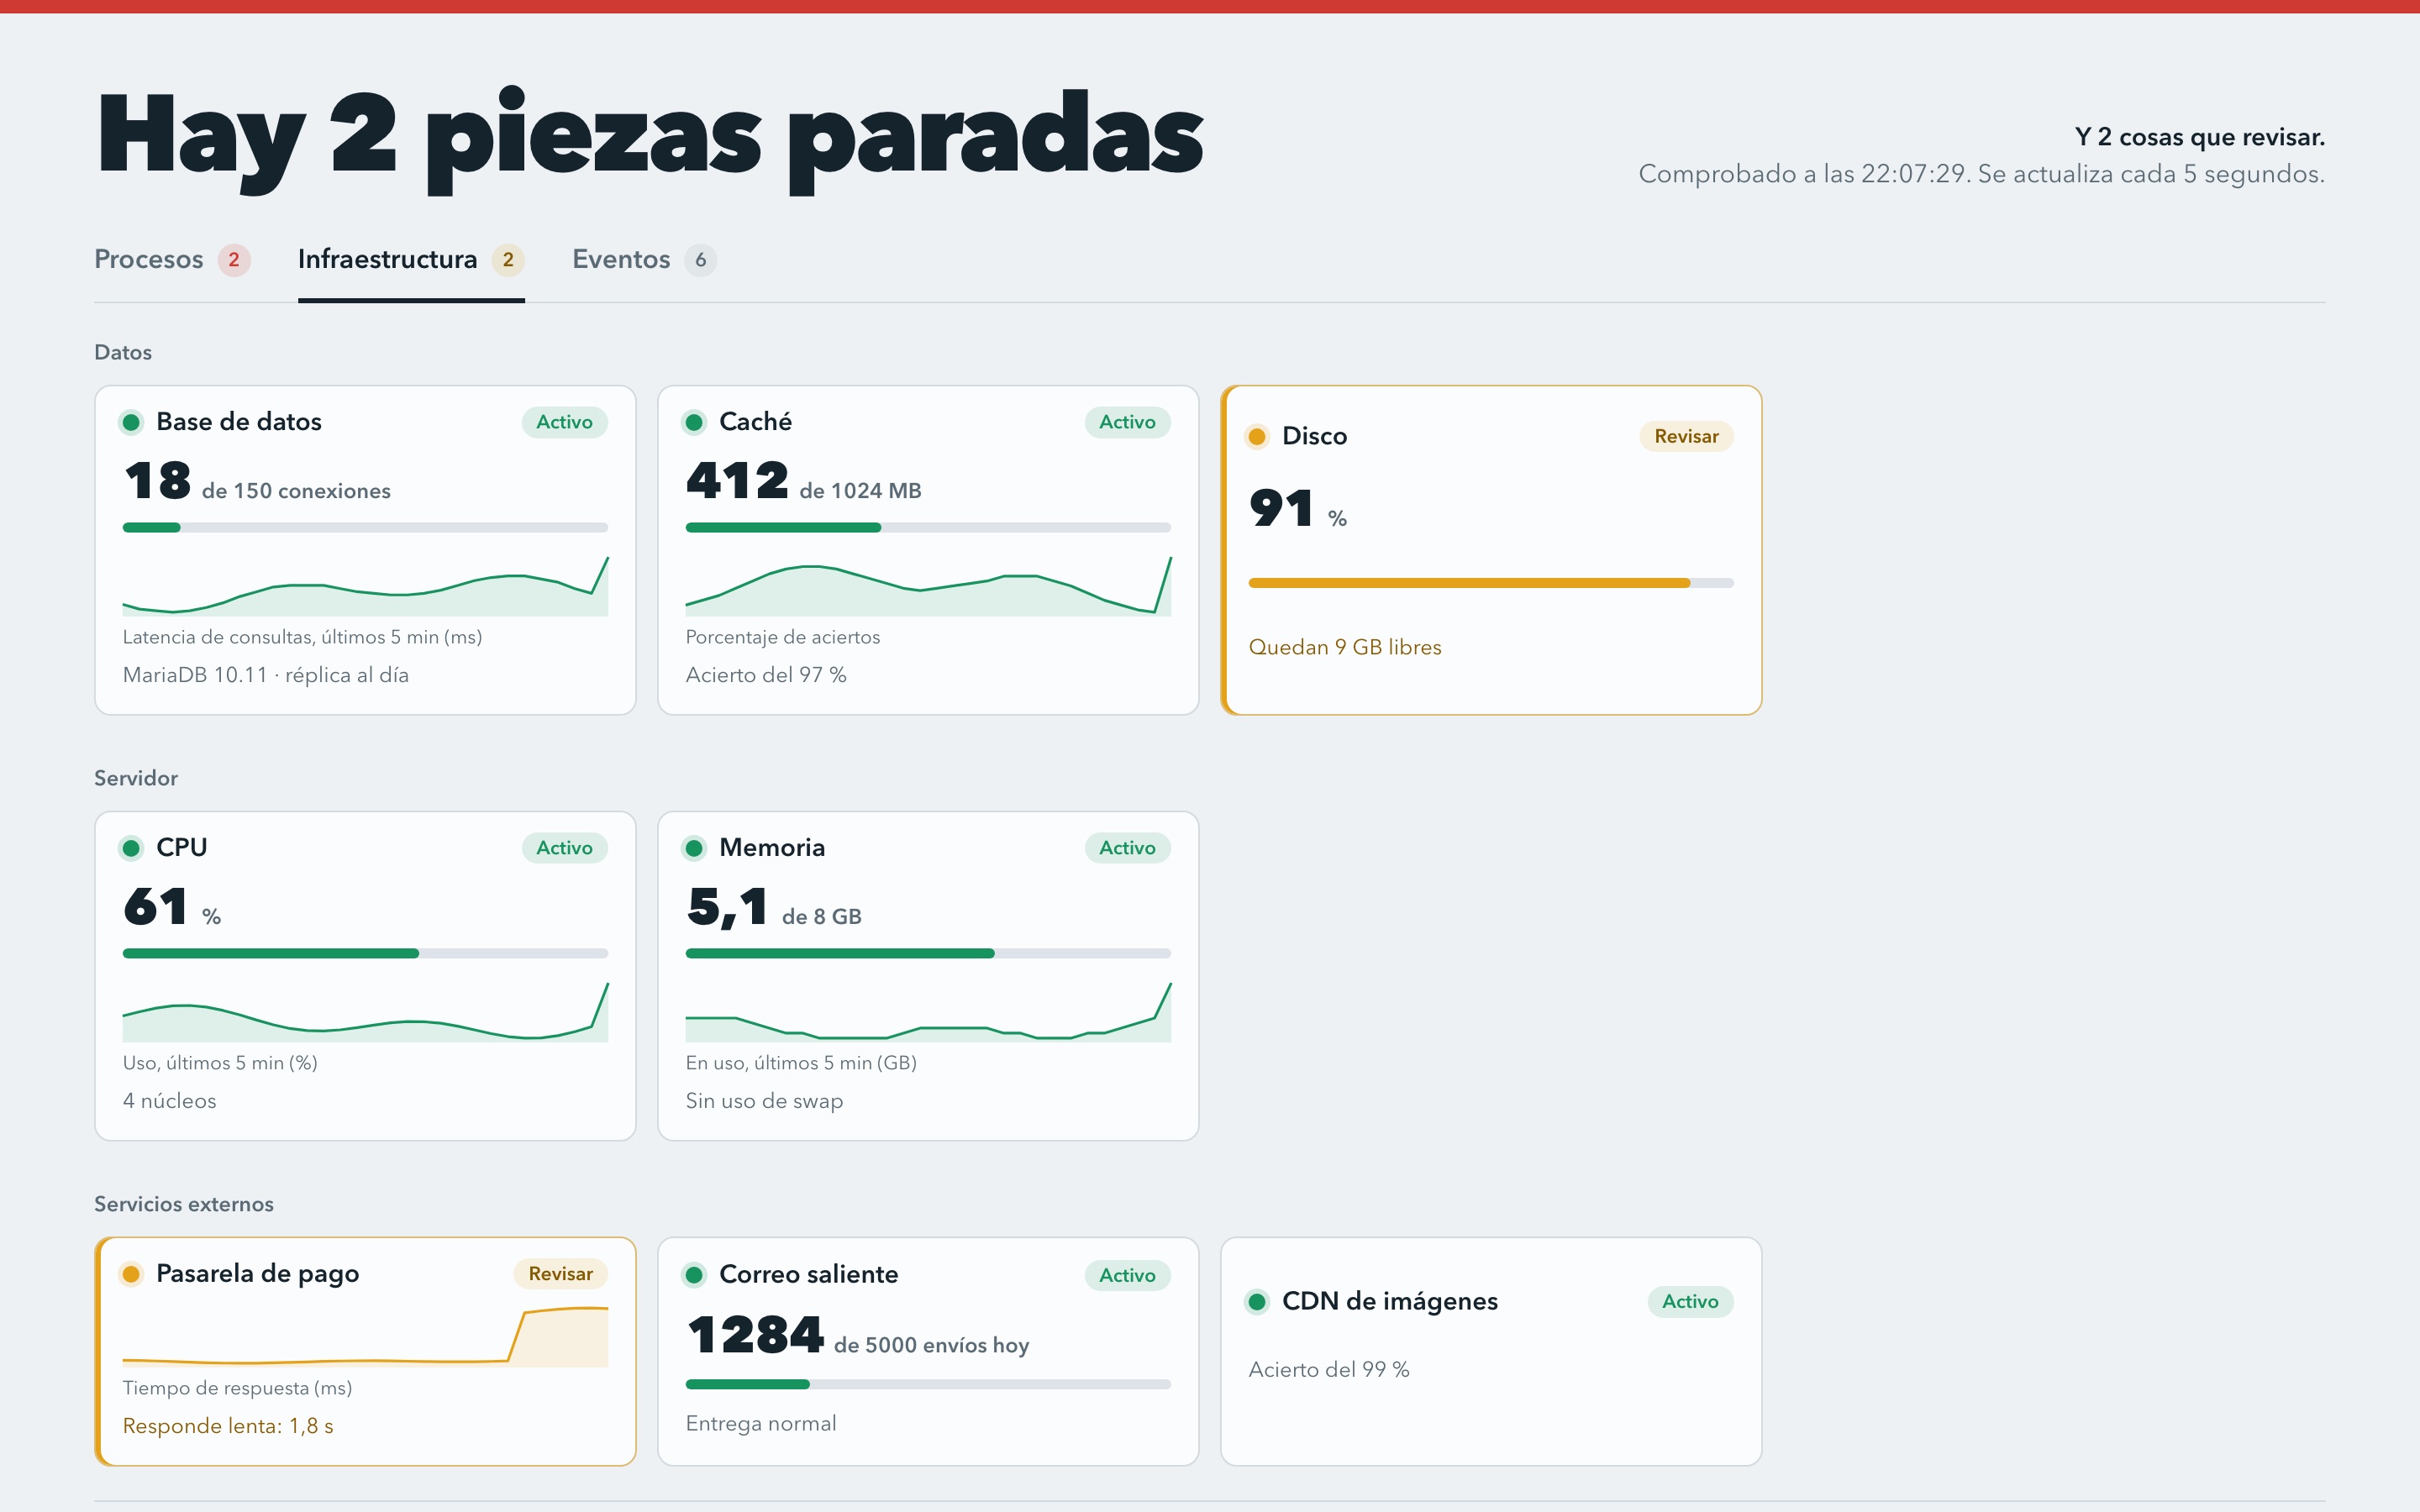 Hay 2 piezas paradas
Y 2 cosas que revisar.
Comprobado a las 22:07:29. Se actualiza cada 5 segundos.
Procesos 2
Infraestructura 2
Eventos 6
Datos
Base de datos
Activo
18 de 150 conexiones
Latencia de consultas, últimos 5 min (ms)
MariaDB 10.11 · réplica al día
Caché
Activo
412 de 1024 MB
Porcentaje de aciertos
Acierto del 97 %
Disco
Revisar
91 %
Quedan 9 GB libres
Servidor
CPU
Activo
61 %
Uso, últimos 5 min (%)
4 núcleos
Memoria
Activo
5,1 de 8 GB
En uso, últimos 5 min (GB)
Sin uso de swap
Servicios externos
Pasarela de pago
Revisar
Tiempo de respuesta (ms)
Responde lenta: 1,8 s
Correo saliente
Activo
1284 de 5000 envíos hoy
Entrega normal
CDN de imágenes
Activo
Acierto del 99 %